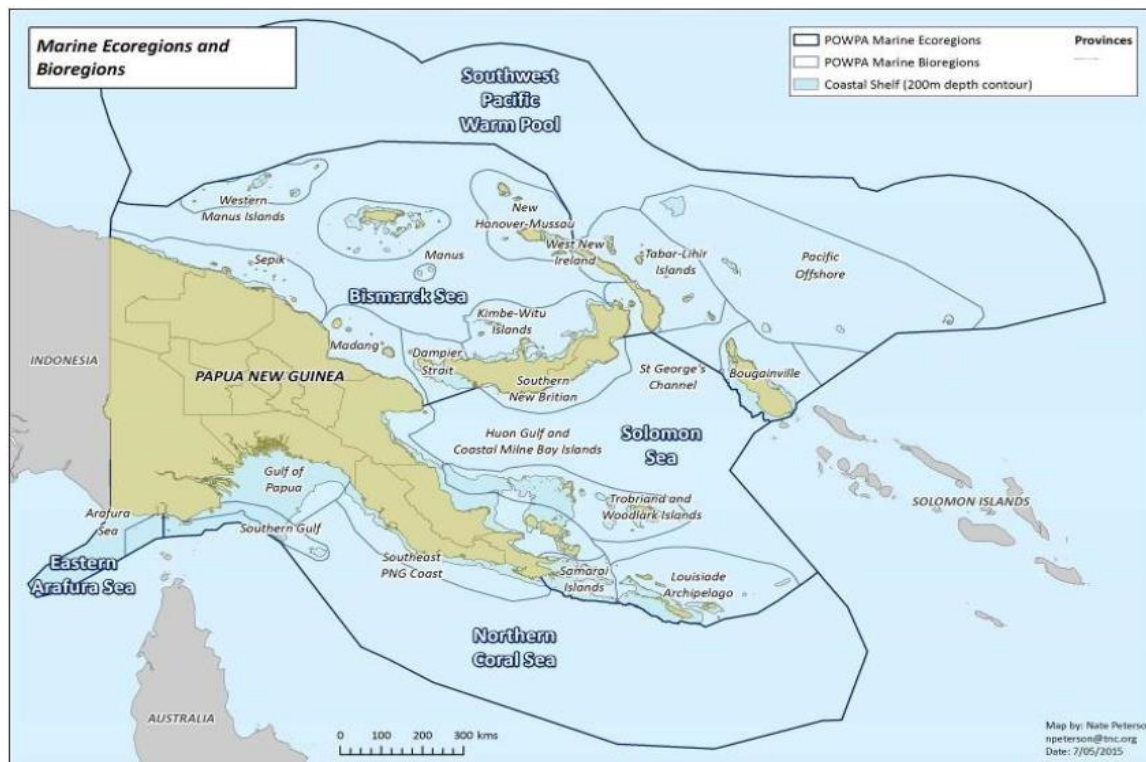 Marine Ecoregions and
Bioregions
POWPA Marine Ecoregions
Provinces
POWPA Marine Bioregions
Coastal Shelf (200m depth contour)
Southwest
Pacific
Warm Pool
Western
Manus Islands
New
Hanover-Mussau
West New
Ireland
Tabar-Lihir
Islands
Pacific
Offshore
Manus
Sepik
Bismarck Sea
Kimbe-Witu
Islands
Madang
Dampier
Strait
INDONESIA
PAPUA NEW GUINEA
Southern
New Britian
St George's
Channel
Bougainville
Huon Gulf and
Coastal Milne Bay Islands
Solomon
Sea
Gulf of
Papua
Trobriand and
Woodlark Islands
SOLOMON ISLANDS
Arafura
Sea
Southern Gulf
Eastern
Arafura Sea
Southeast
PNG Coast
Samarai
Islands
Louisiade
Archipelago
Northern
Coral Sea
AUSTRALIA
0 100 200 300 kms
Map by: Nate Peterso
npeterson@tnc.org
Date: 7/05/2015